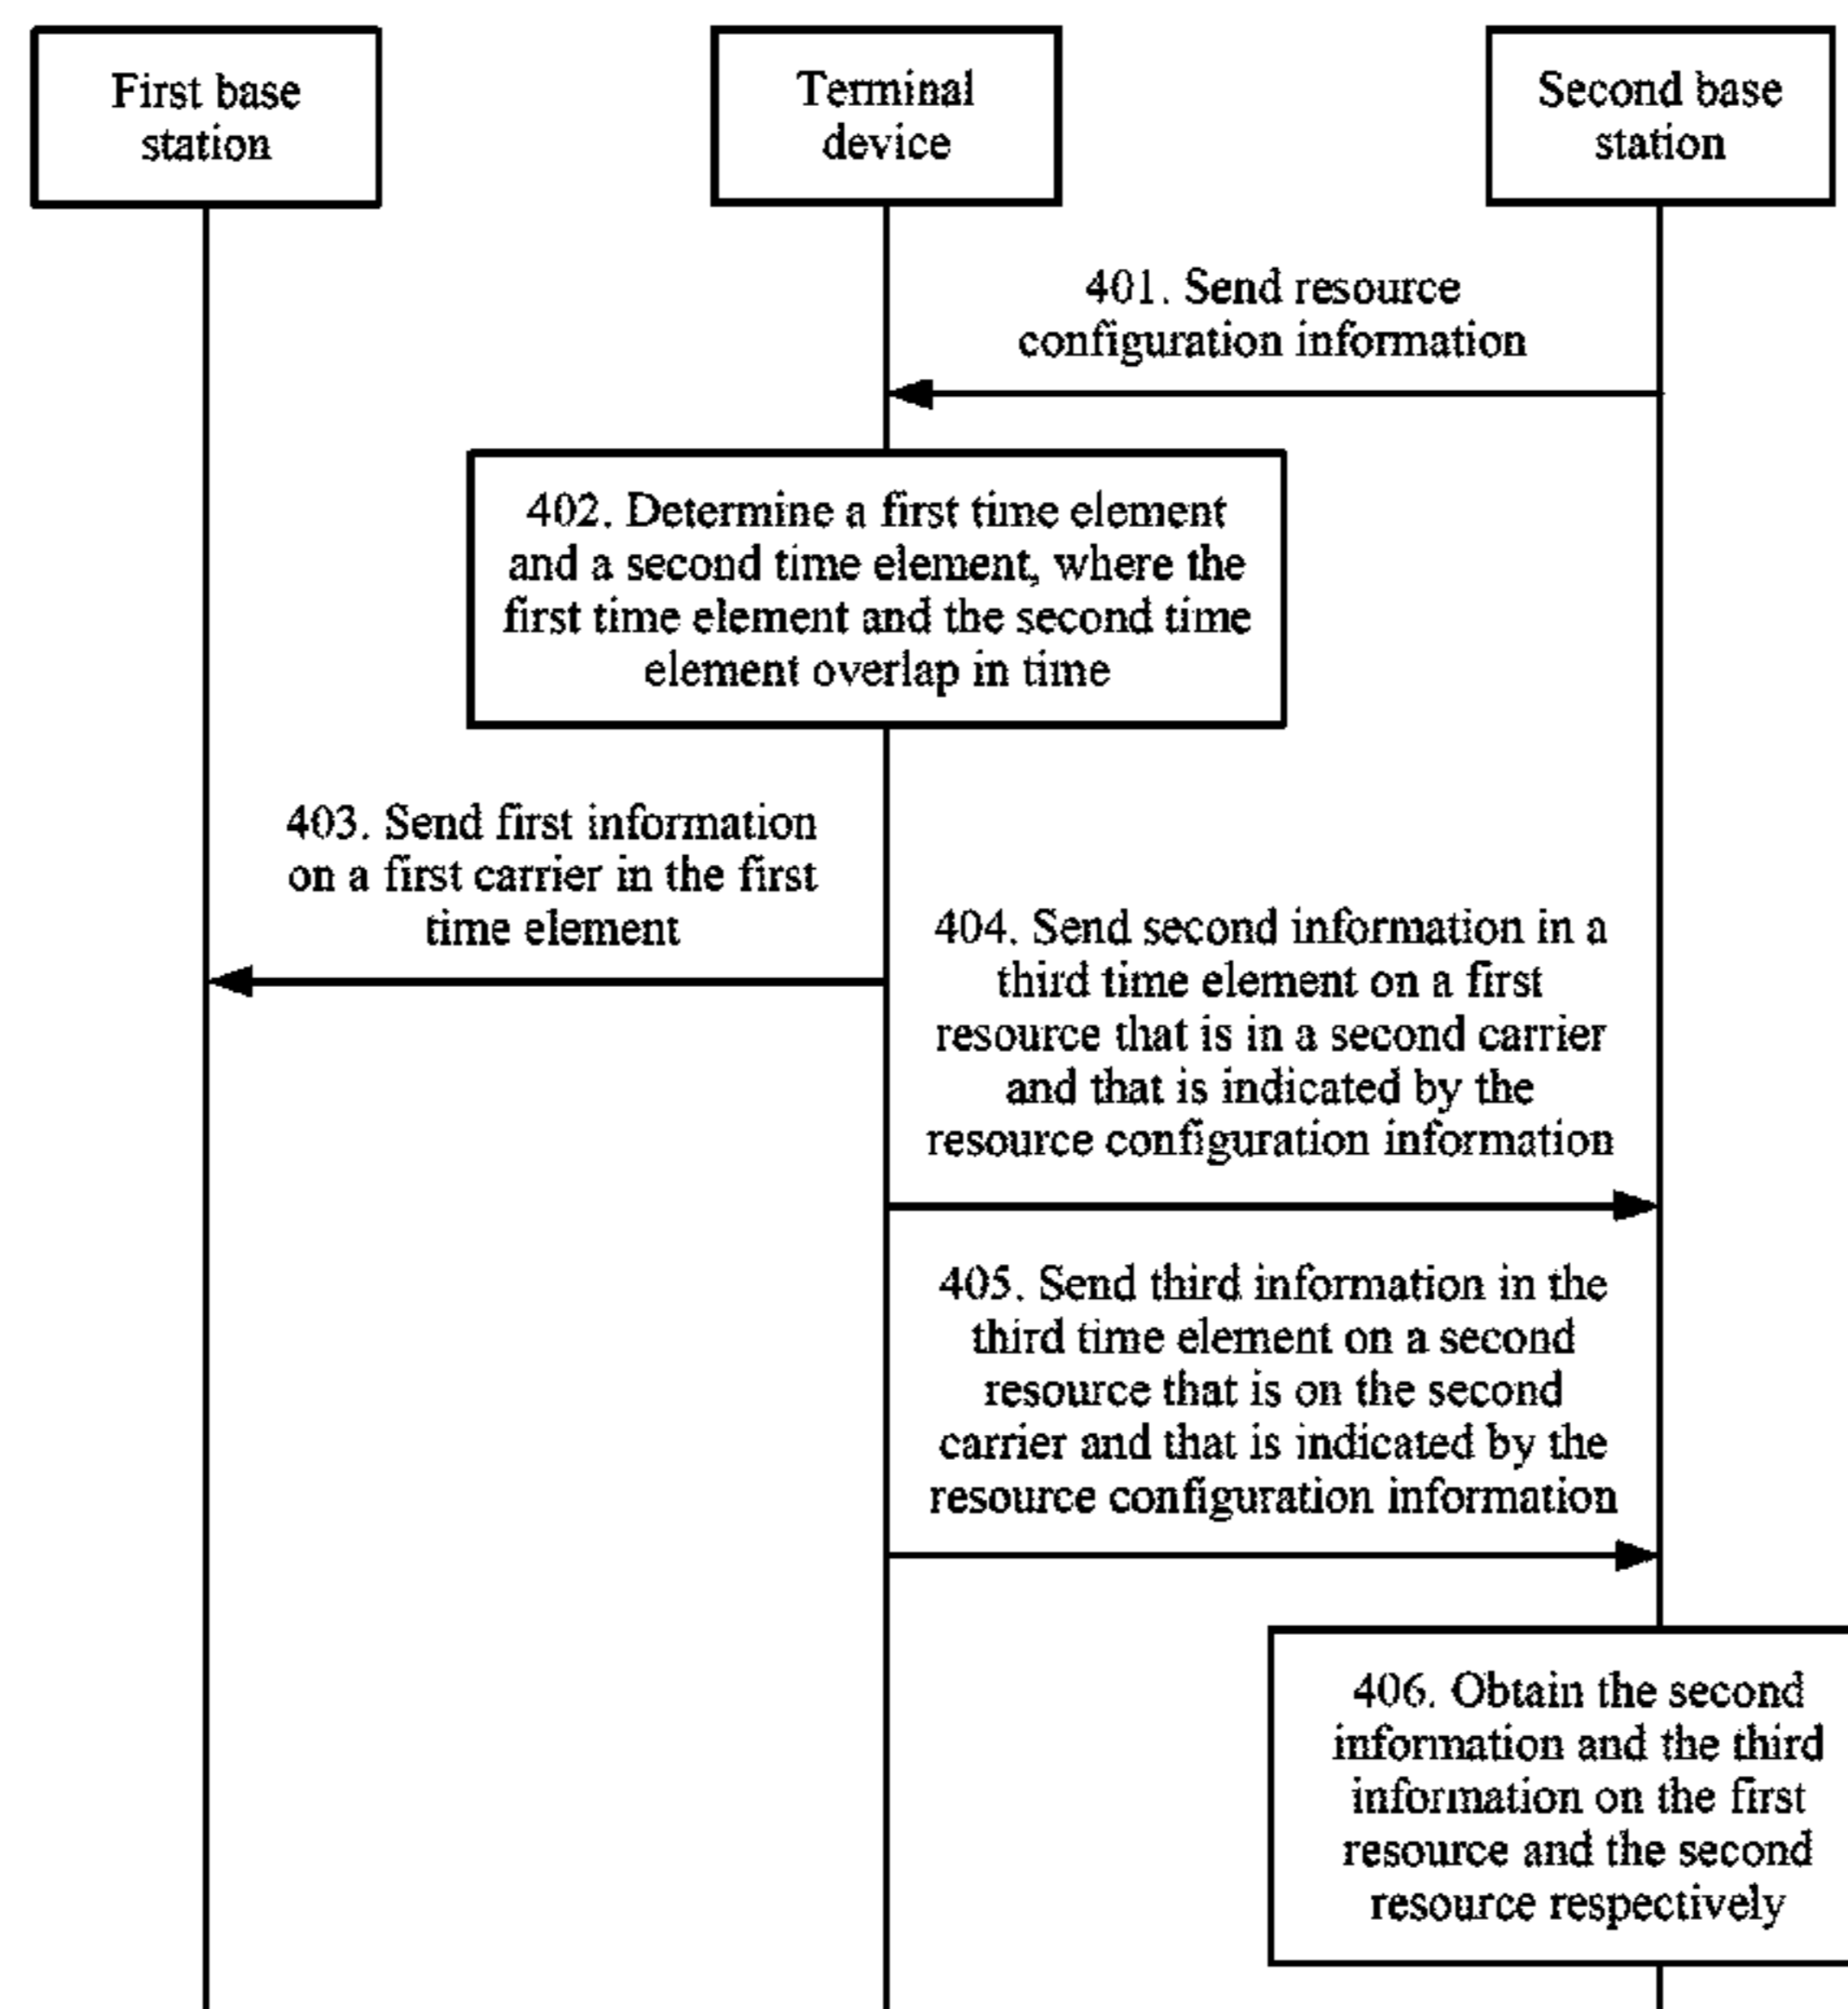 First base
station
Terminal
device
Second base
station
401. Send resource
configuration information
402. Determine a first time element
and a second time element, where the
first time element and the second time
element overlap in time
403. Send first information
on a first carrier in the first
time element
404. Send second information in a
third time element on a first
resource that is in a second carrier
and that is indicated by the
resource configuration information
405. Send third information in the
third time element on a second
resource that is on the second
carrier and that is indicated by the
resource configuration information
406. Obtain the second
information and the third
information on the first
resource and the second
resource respectively